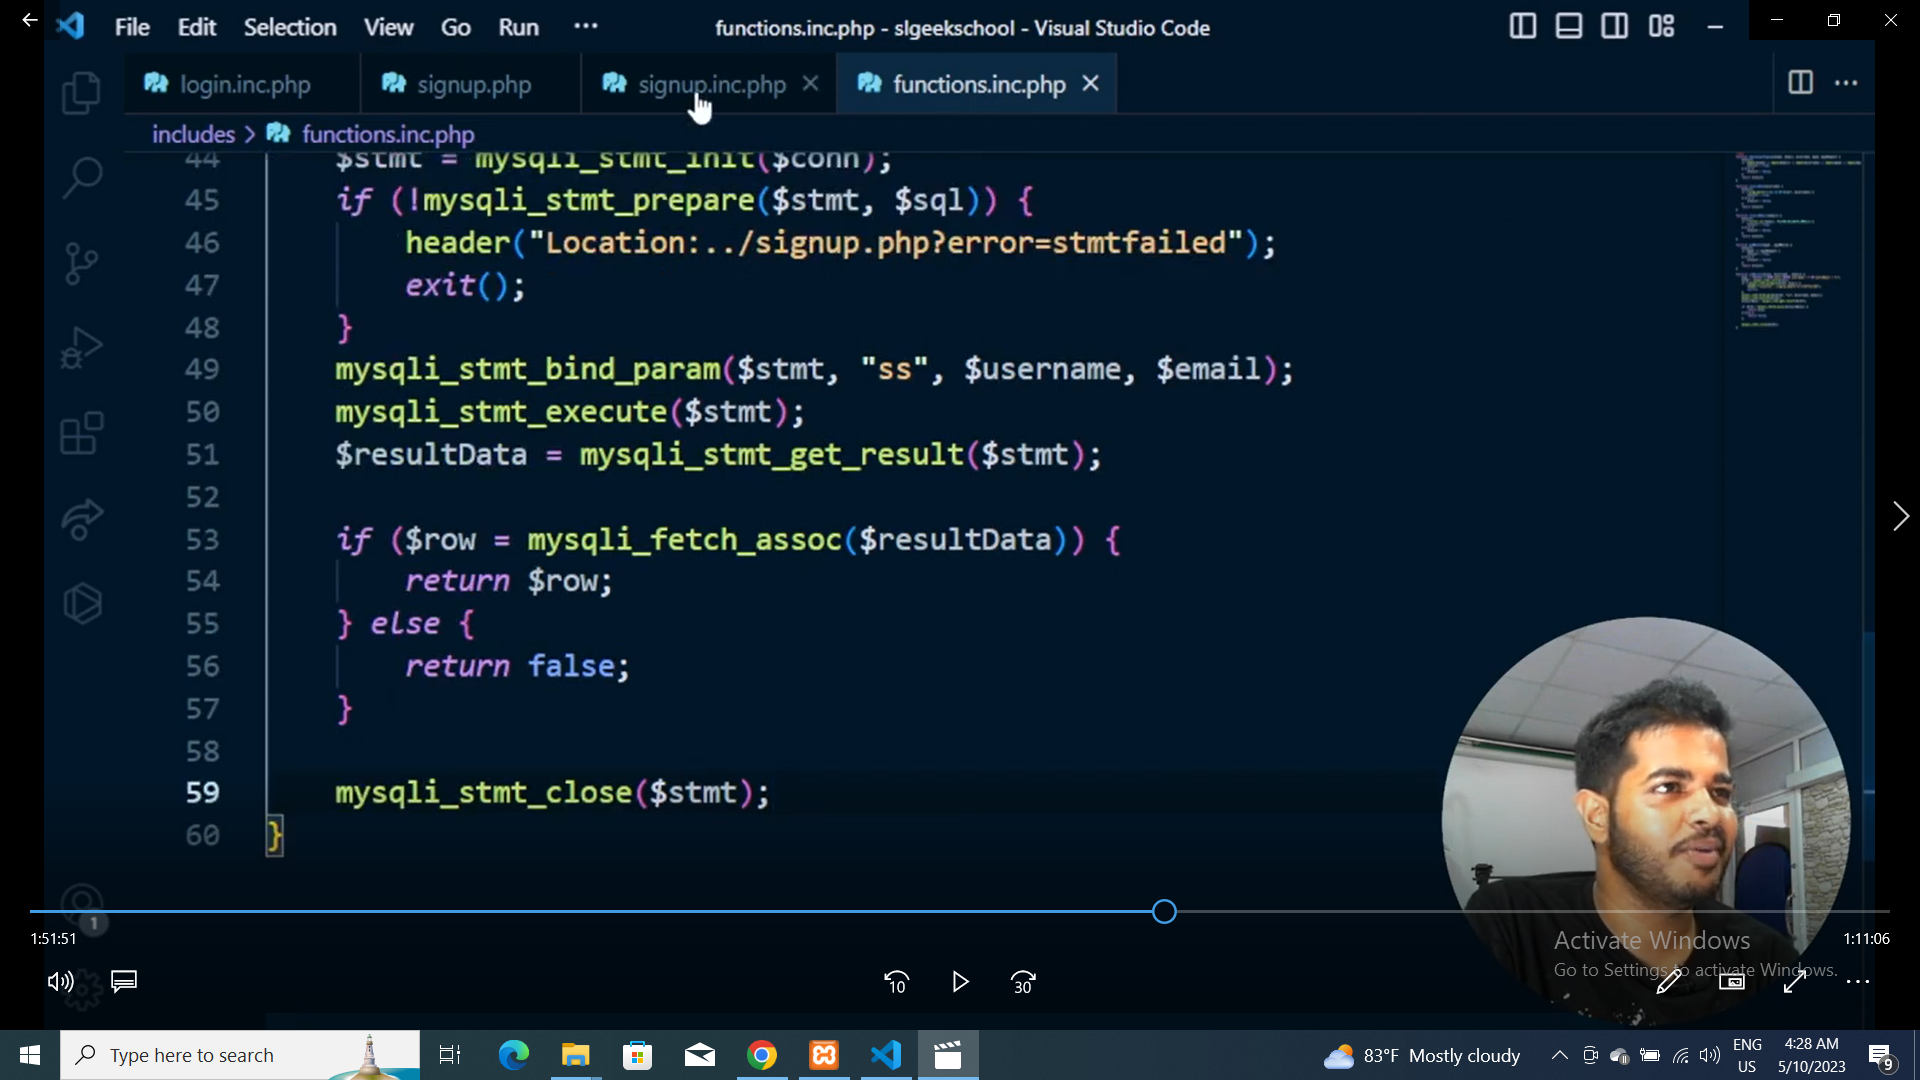 File Edit Selection View Go Run ··· functions.inc.php - slgeekschool - Visual Studio Code
login.inc.php signup.php signup.inc.php functions.inc.php
includes > functions.inc.php
44 $stmt = mysqli_stmt_init($conn);
45 if (!mysqli_stmt_prepare($stmt, $sql)) {
46 header("Location:../signup.php?error=stmtfailed");
47 exit();
48 }
49 mysqli_stmt_bind_param($stmt, "ss", $username, $email);
50 mysqli_stmt_execute($stmt);
51 $resultData = mysqli_stmt_get_result($stmt);
52
53 if ($row = mysqli_fetch_assoc($resultData)) {
54 return $row;
55 } else {
56 return false;
57 }
58
59 mysqli_stmt_close($stmt);
60 }
1
1:51:51 1:11:06
Activate Windows
Go to Settings to activate Windows.
10 30
Type here to search 83°F Mostly cloudy ENG US 4:28 AM 5/10/2023 9